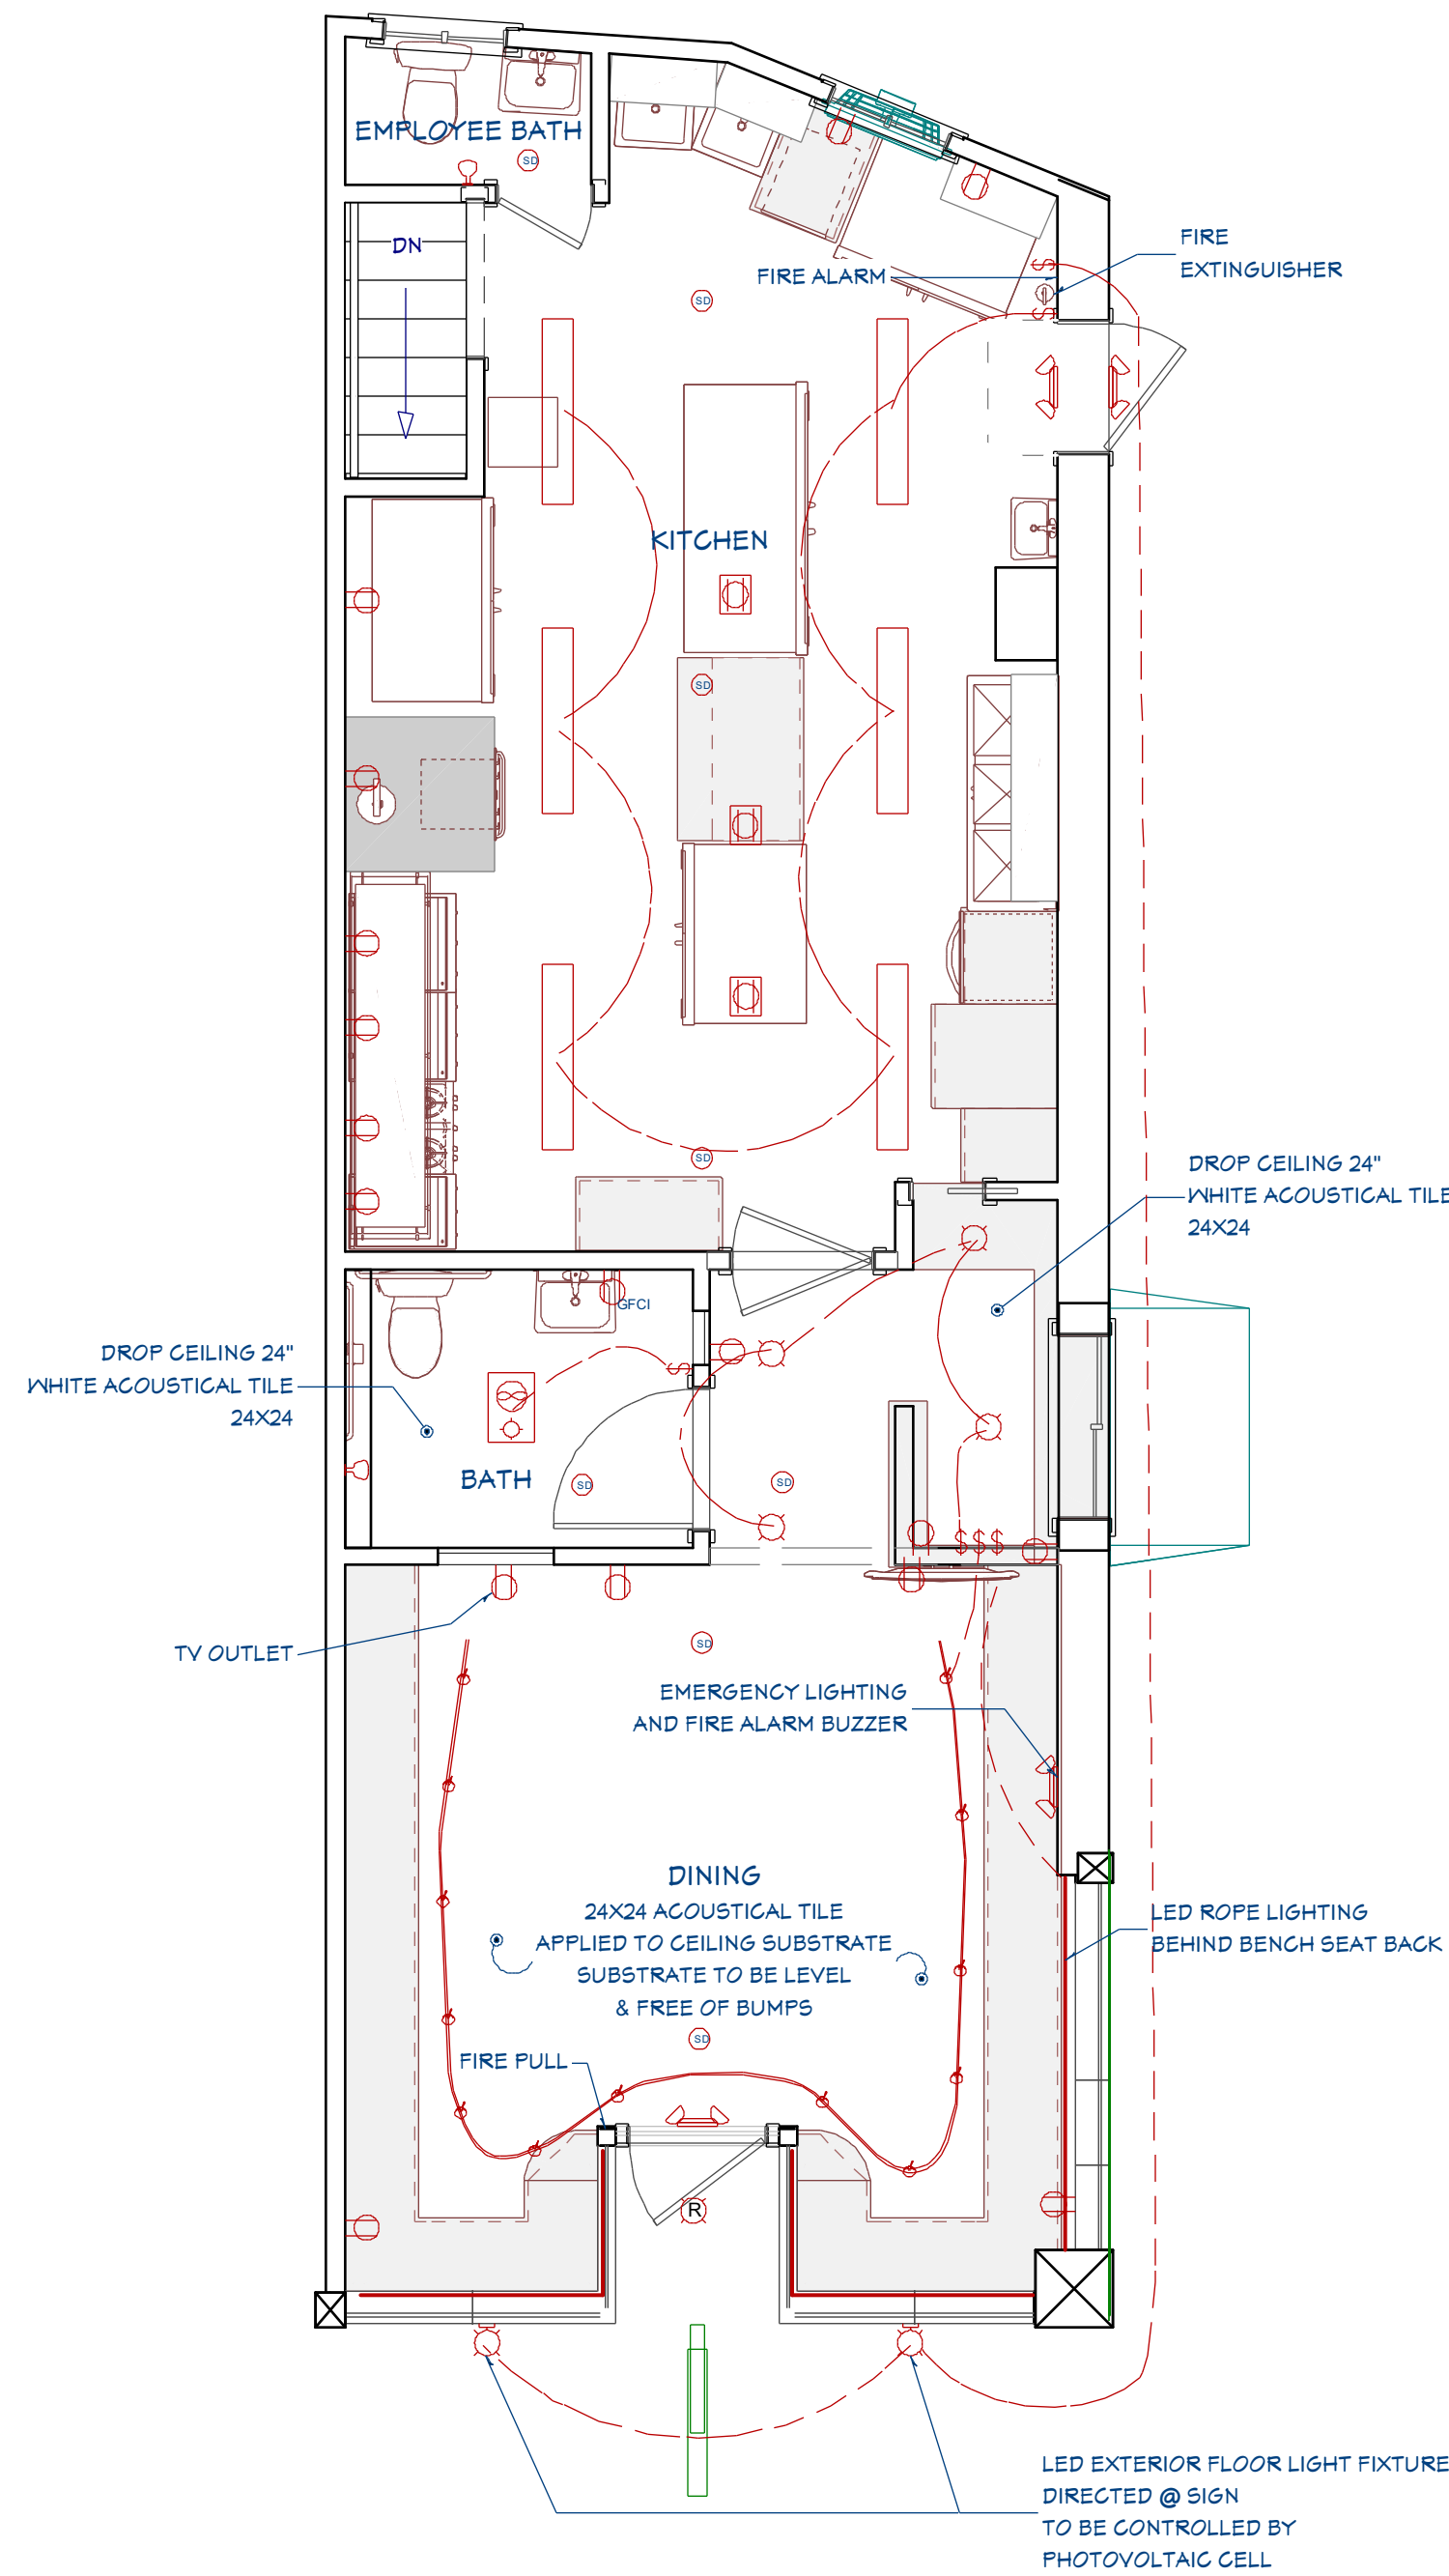 EMPLOYEE BATH
SD
DN
FIRE
EXTINGUISHER
FIRE ALARM
$
SD
$
KITCHEN
SD
SD
DROP CEILING 24"
WHITE ACOUSTICAL TILE
24X24
GFCI
DROP CEILING 24"
WHITE ACOUSTICAL TILE
24X24
$
BATH
SD
SD
$ $ $
TV OUTLET
SD
EMERGENCY LIGHTING
AND FIRE ALARM BUZZER
DINING
24X24 ACOUSTICAL TILE
APPLIED TO CEILING SUBSTRATE
SUBSTRATE TO BE LEVEL
& FREE OF BUMPS
LED ROPE LIGHTING
BEHIND BENCH SEAT BACK
SD
FIRE PULL
R
LED EXTERIOR FLOOR LIGHT FIXTURE
DIRECTED @ SIGN
TO BE CONTROLLED BY
PHOTOVOLTAIC CELL